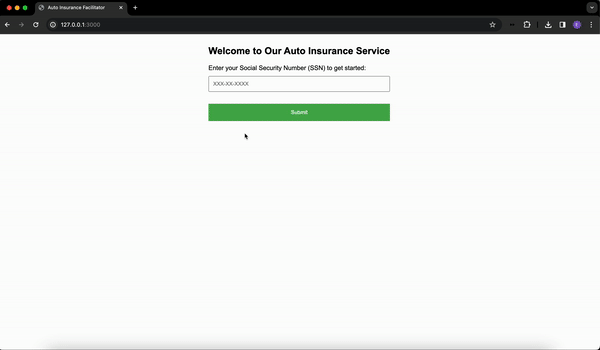 Auto Insurance Facilitator
127.0.0.1:3000
Welcome to Our Auto Insurance Service
Enter your Social Security Number (SSN) to get started:
XXX-XX-XXXX
Submit